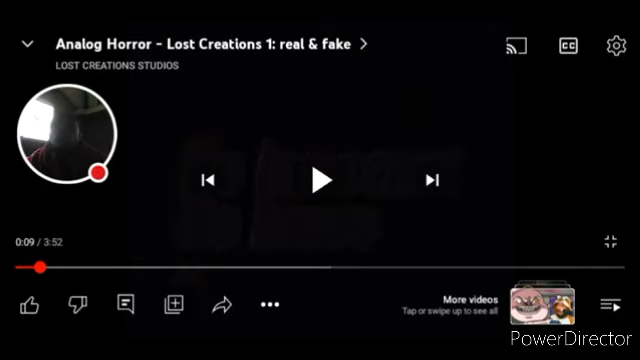 Analog Horror - Lost Creations 1: real & fake
LOST CREATIONS STUDIOS
CC
0:09 / 3:52
More videos
Tap or swipe up to see all
PowerDirector